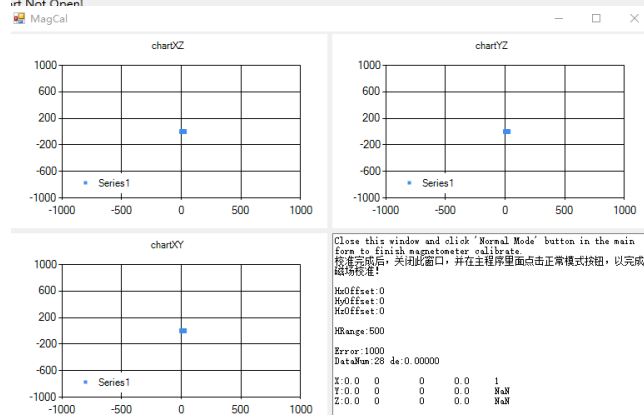 rt Not Open!
MagCal
chartXZ
1000
600
200
-200
-600
-1000
-1000 -500 0 500 1000
Series1
chartYZ
1000
600
200
-200
-600
-1000
-1000 -500 0 500 1000
Series1
chartXY
1000
600
200
-200
-600
-1000
-1000 -500 0 500 1000
Series1
Close this window and click 'Normal Mode' button in the main
form to finish magnetometer calibrate.
校准完成后，关闭此窗口，并在主程序里面点击正常模式按钮，以完成
磁场校准！
HxOffset:0
HyOffset:0
HzOffset:0
HRange:500
Error:1000
DataNum:28 de:0.00000
X:0.0 0 0 0.0 1
Y:0.0 0 0 0.0 NaN
Z:0.0 0 0 0.0 NaN